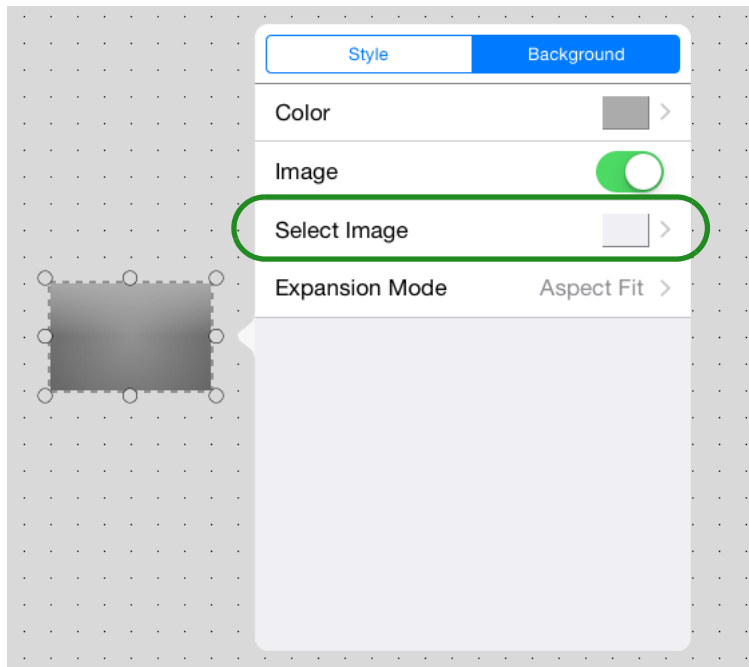 Style Background
Color
Image
Select Image
Expansion Mode Aspect Fit